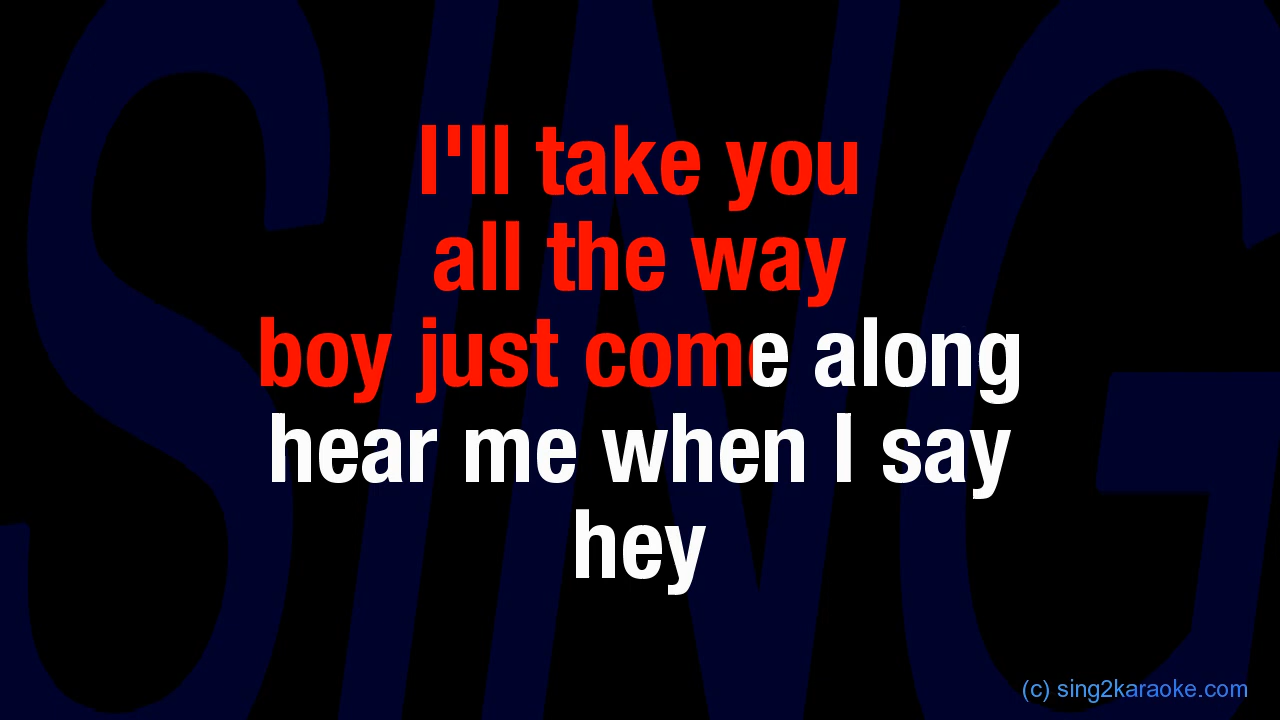 SING
I'll take you
all the way
boy just come along
hear me when I say
hey
(c) sing2karaoke.com